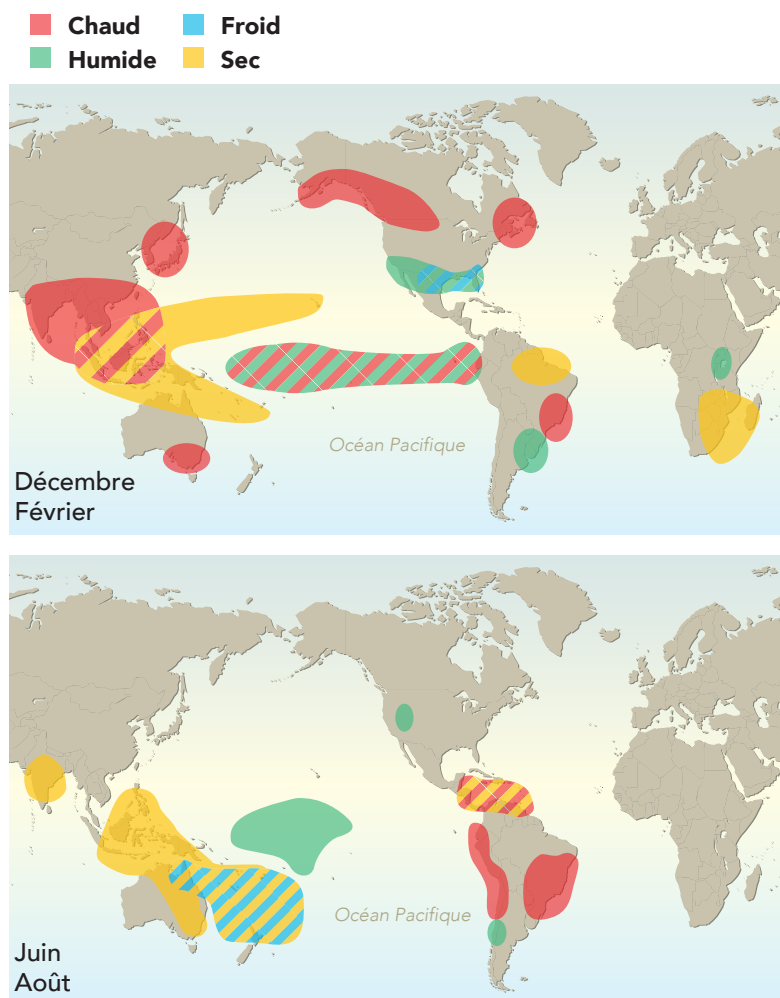 Chaud
Froid
Humide
Sec
Océan Pacifique
Décembre
Février
Océan Pacifique
Juin
Août